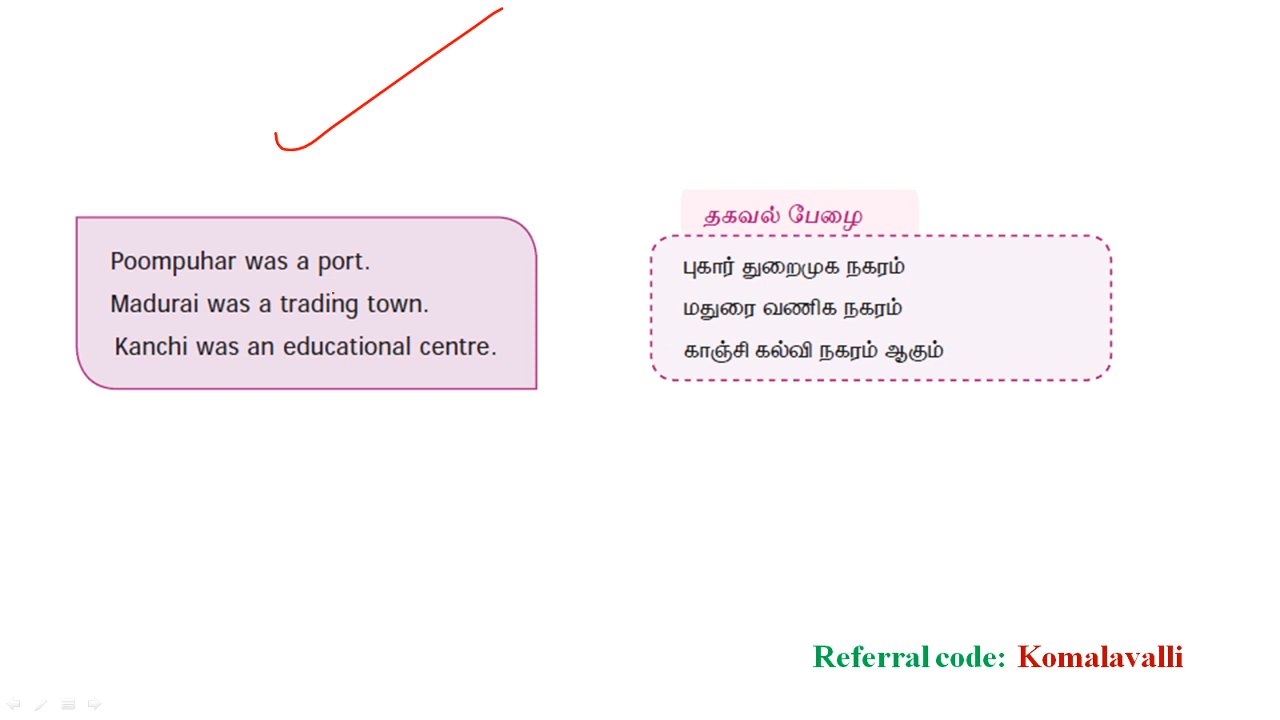 Poompuhar was a port.
Madurai was a trading town.
Kanchi was an educational centre.
தகவல் பேழை
புகார் துறைமுக நகரம்
மதுரை வணிக நகரம்
காஞ்சி கல்வி நகரம் ஆகும்
Referral code: Komalavalli